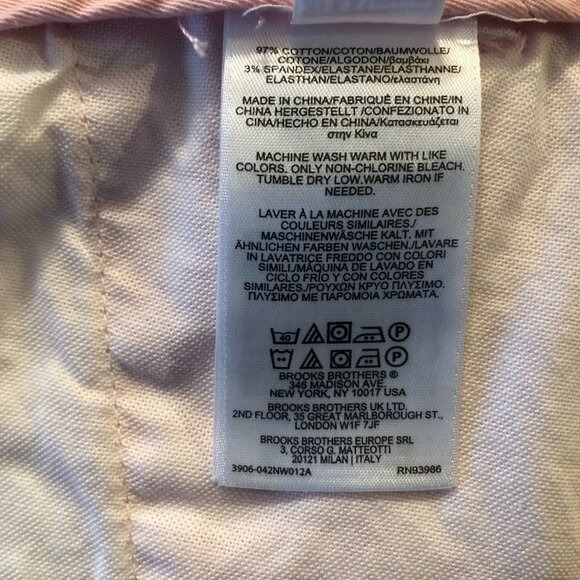 97% COTTON/COTON/BAUMWOLLE/
COTONE/ALGODON/βαμβάκι
3% SPANDEX/ELASTANE/ELASTHANNE/
ELASTHAN/ELASTANO/ελαστάνη
MADE IN CHINA/FABRIQUÉ EN CHINE/IN
CHINA HERGESTELLT /CONFEZIONATO IN
CINA/HECHO EN CHINA/Κατασκευάζεται
στην Κίνα
MACHINE WASH WARM WITH LIKE
COLORS. ONLY NON-CHLORINE BLEACH.
TUMBLE DRY LOW.WARM IRON IF
NEEDED.
LAVER À LA MACHINE AVEC DES
COULEURS SIMILAIRES./
MASCHINENWÄSCHE KALT. MIT
ÄHNLICHEN FARBEN WASCHEN./LAVARE
IN LAVATRICE FREDDO CON COLORI
SIMILI./MÁQUINA DE LAVADO EN
CICLO FRÍO Y CON COLORES
SIMILARES./ΡΟΥΧΩΝ ΚΡΥΟ ΠΛΥΣΙΜΟ.
ΠΛΥΣΙΜΟ ΜΕ ΠΑΡΟΜΟΙΑ ΧΡΩΜΑΤΑ.
40 P
P
BROOKS BROTHERS ®
346 MADISON AVE.
NEW YORK, NY 10017 USA
BROOKS BROTHERS UK LTD.
2ND FLOOR, 35 GREAT MARLBOROUGH ST.,
LONDON W1F 7JF
BROOKS BROTHERS EUROPE SRL
3, CORSO G. MATTEOTTI
20121 MILAN | ITALY
3906-042NW012A RN93986